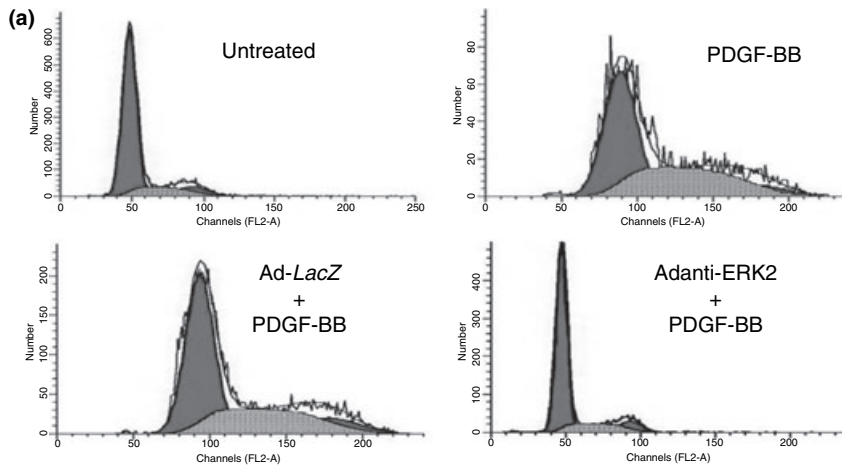 (a)
Untreated
Number
600
500
400
300
200
100
0
0 50 100 150 200 250
Channels (FL2-A)
PDGF-BB
Number
80
60
40
20
0
0 50 100 150 200
Channels (FL2-A)
Ad-LacZ
+
PDGF-BB
Number
200
150
100
50
0
0 50 100 150 200
Channels (FL2-A)
Adanti-ERK2
+
PDGF-BB
Number
400
300
200
100
0
0 50 100 150 200
Channels (FL2-A)